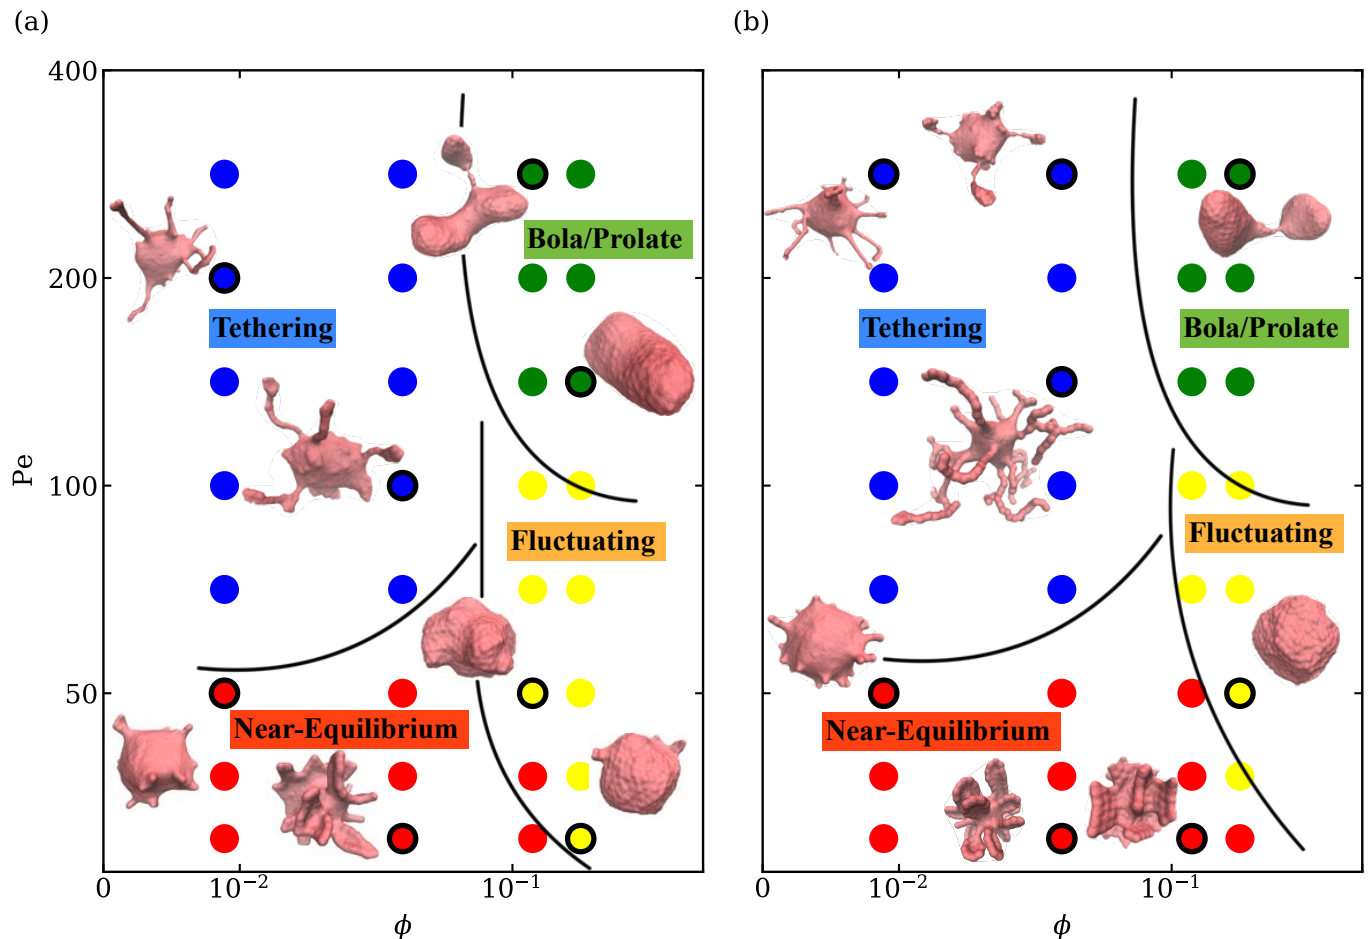 (a)
(b)
400
200
100
50
Pe
Bola/Prolate
Tethering
Fluctuating
Near-Equilibrium
0
10⁻²
10⁻¹
ϕ
Tethering
Bola/Prolate
Fluctuating
Near-Equilibrium
0
10⁻²
10⁻¹
ϕ